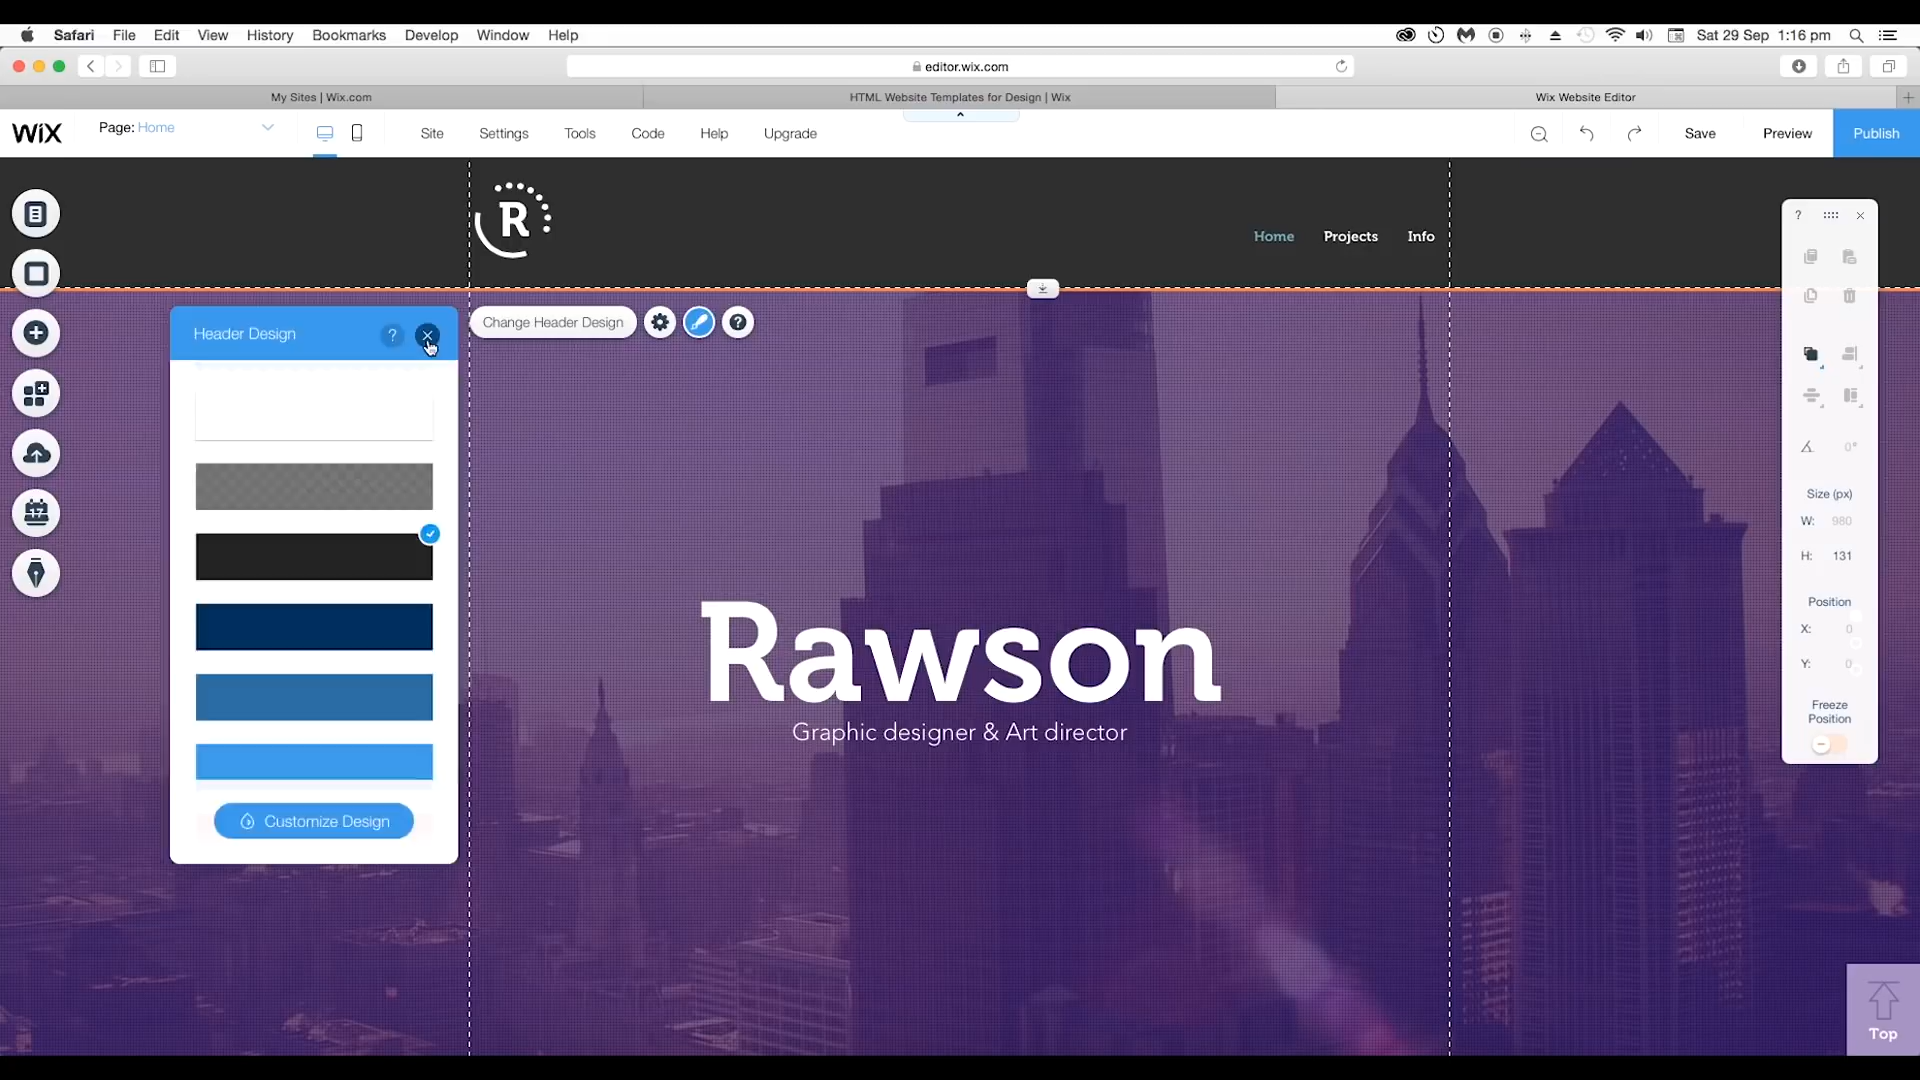 Safari File Edit View History Bookmarks Develop Window Help
Sat 29 Sep 1:16 pm
editor.wix.com
My Sites | Wix.com
HTML Website Templates for Design | Wix
Wix Website Editor
WiX
Page: Home
Site Settings Tools Code Help Upgrade
Save Preview Publish
R
Home Projects Info
Header Design ?
Change Header Design ?
?
17
0°
Size (px)
W: 980
H: 131
Position
X: 0
Y: 0
Freeze
Position
Rawson
Graphic designer & Art director
Customize Design
Top